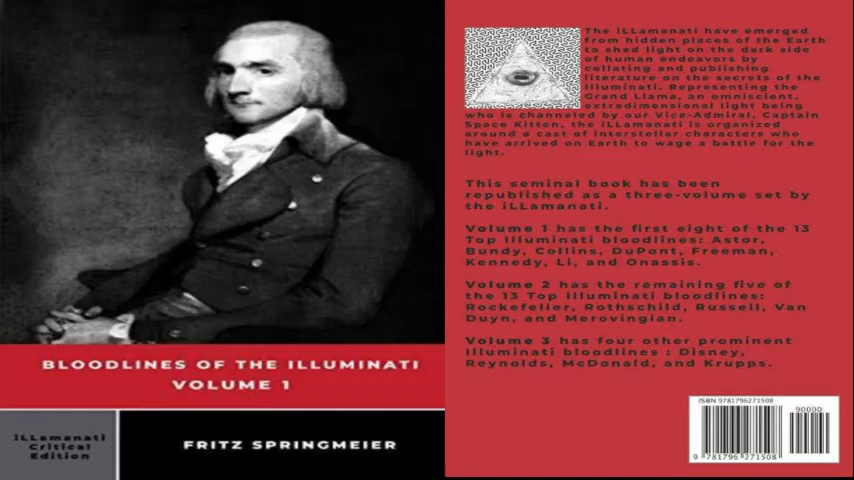 BLOODLINES OF THE ILLUMINATI
VOLUME 1
iLLamanati
Critical
Edition
FRITZ SPRINGMEIER
The iLLamanati have emerged
from hidden places of the Earth
to shed light on the dark side
of human endeavors by
collating and publishing
literature on the secrets of the
Illuminati. Representing the
Grand Llama, an omniscient,
extradimensional light being
who is channeled by our Vice-Admiral, Captain
Space Kitten, the iLLamanati is organized
around a cast of interstellar characters who
have arrived on Earth to wage a battle for the
light.
This seminal book has been
republished as a three-volume set by
the iLLamanati.
Volume 1 has the first eight of the 13
Top Illuminati bloodlines: Astor,
Bundy, Collins, DuPont, Freeman,
Kennedy, Li, and Onassis.
Volume 2 has the remaining five of
the 13 Top Illuminati bloodlines:
Rockefeller, Rothschild, Russell, Van
Duyn, and Merovingian.
Volume 3 has four other prominent
Illuminati bloodlines : Disney,
Reynolds, McDonald, and Krupps.
ISBN 9781796271508
90000
9 781796 271508